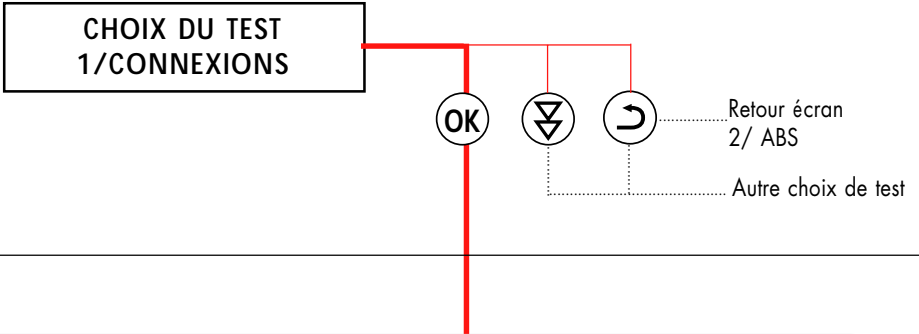 CHOIX DU TEST
1/CONNEXIONS
OK
Retour écran
2/ ABS
Autre choix de test